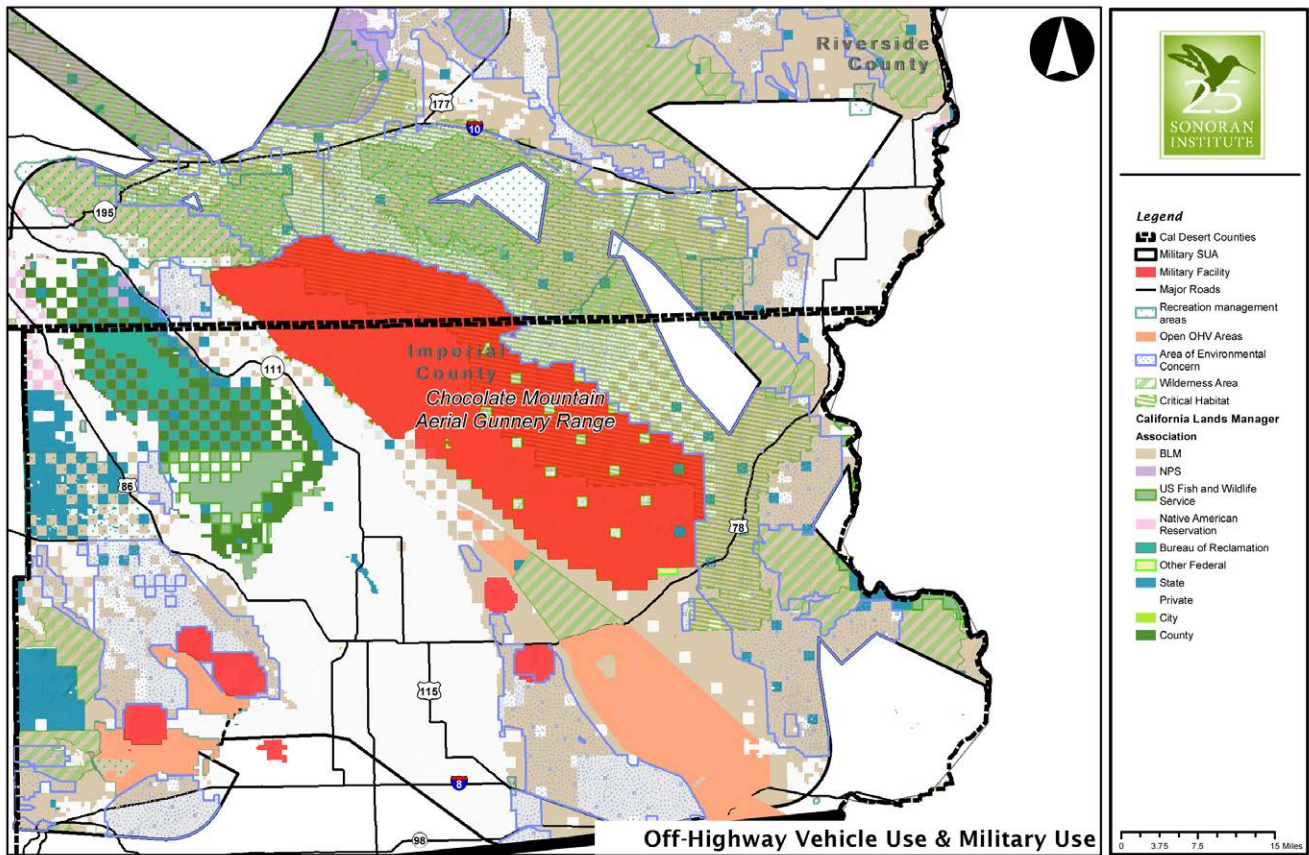 Riverside
County
177
10
195
Imperial
County
111
Chocolate Mountain
Aerial Gunnery Range
86
78
115
8
98
Off-Highway Vehicle Use & Military Use
25
SONORAN
INSTITUTE
Legend
Cal Desert Counties
Military SUA
Military Facility
Major Roads
Recreation management
areas
Open OHV Areas
Area of Environmental
Concern
Wilderness Area
Critical Habitat
California Lands Manager
Association
BLM
NPS
US Fish and Wildlife
Service
Native American
Reservation
Bureau of Reclamation
Other Federal
State
Private
City
County
0 3.75 7.5 15 Miles